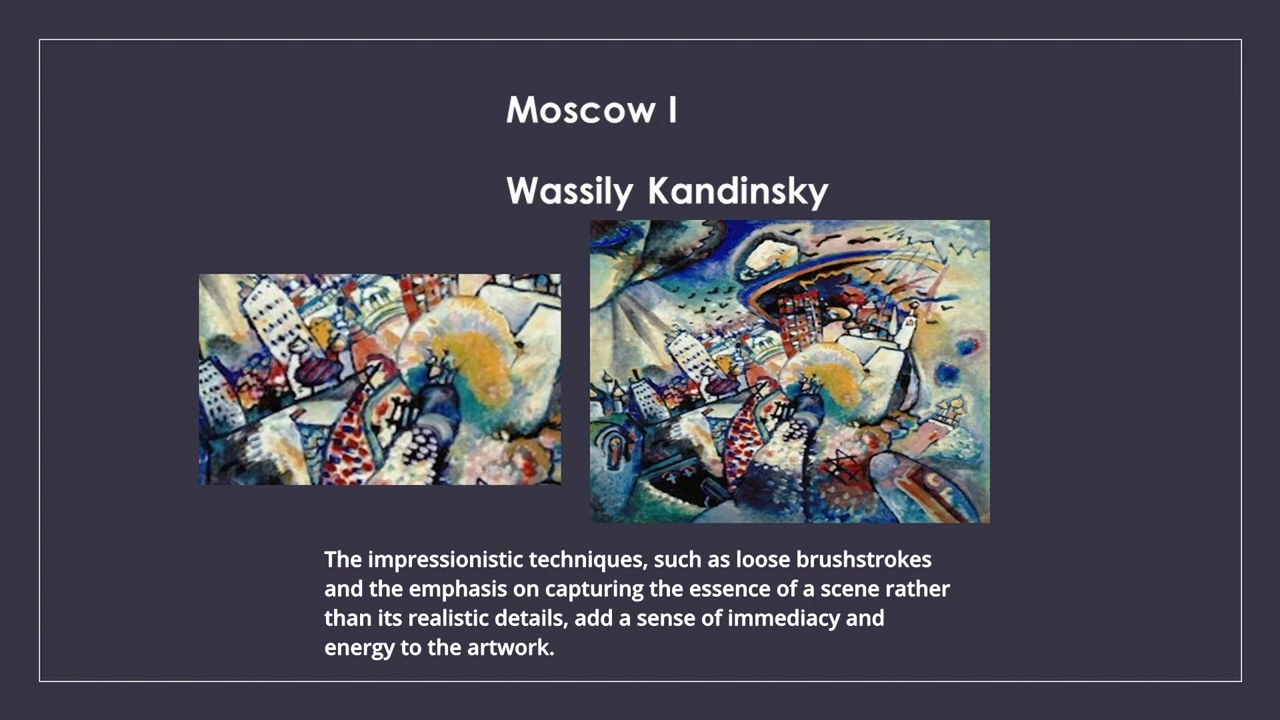 Moscow I
Wassily Kandinsky
The impressionistic techniques, such as loose brushstrokes
and the emphasis on capturing the essence of a scene rather
than its realistic details, add a sense of immediacy and
energy to the artwork.